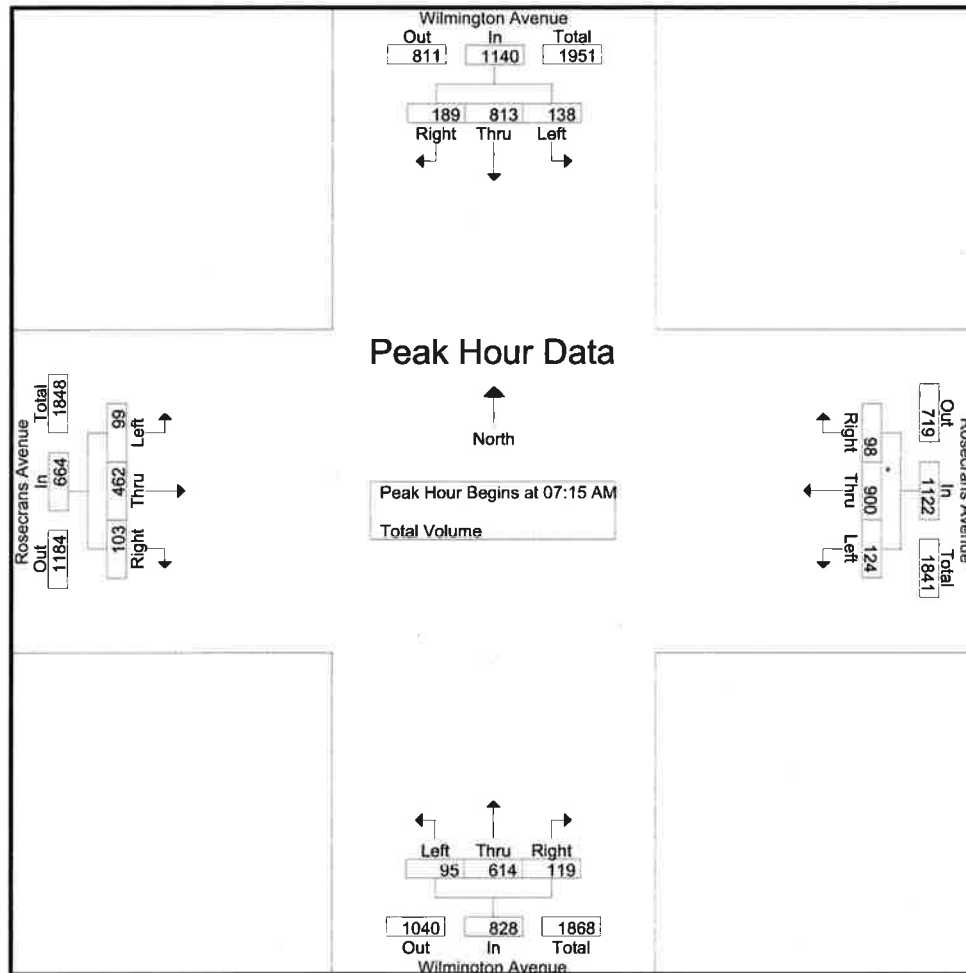 Wilmington Avenue
Out In Total
811 1140 1951
189 813 138
Right Thru Left
Peak Hour Data
North
Peak Hour Begins at 07:15 AM
Total Volume
Rosecrans Avenue
Out In Total
1184 664 1848
103 462 99
Right Thru Left
Rosecrans Avenue
Out In Total
719 1122 1841
98 900 124
Right Thru Left
Left Thru Right
95 614 119
1040 828 1868
Out In Total
Wilmington Avenue